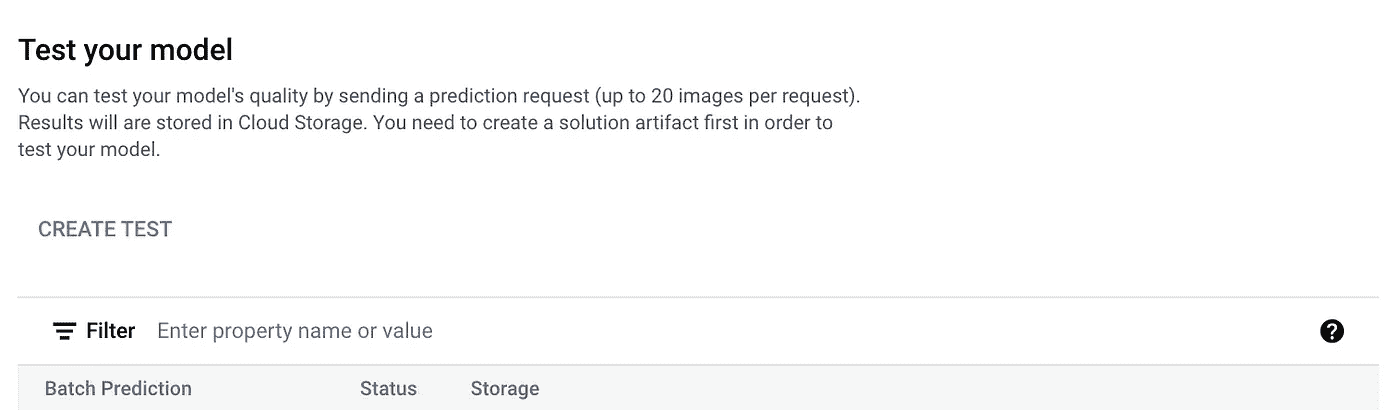 Test your model
You can test your model's quality by sending a prediction request (up to 20 images per request).
Results will are stored in Cloud Storage. You need to create a solution artifact first in order to
test your model.
CREATE TEST
Filter Enter property name or value
Batch Prediction Status Storage